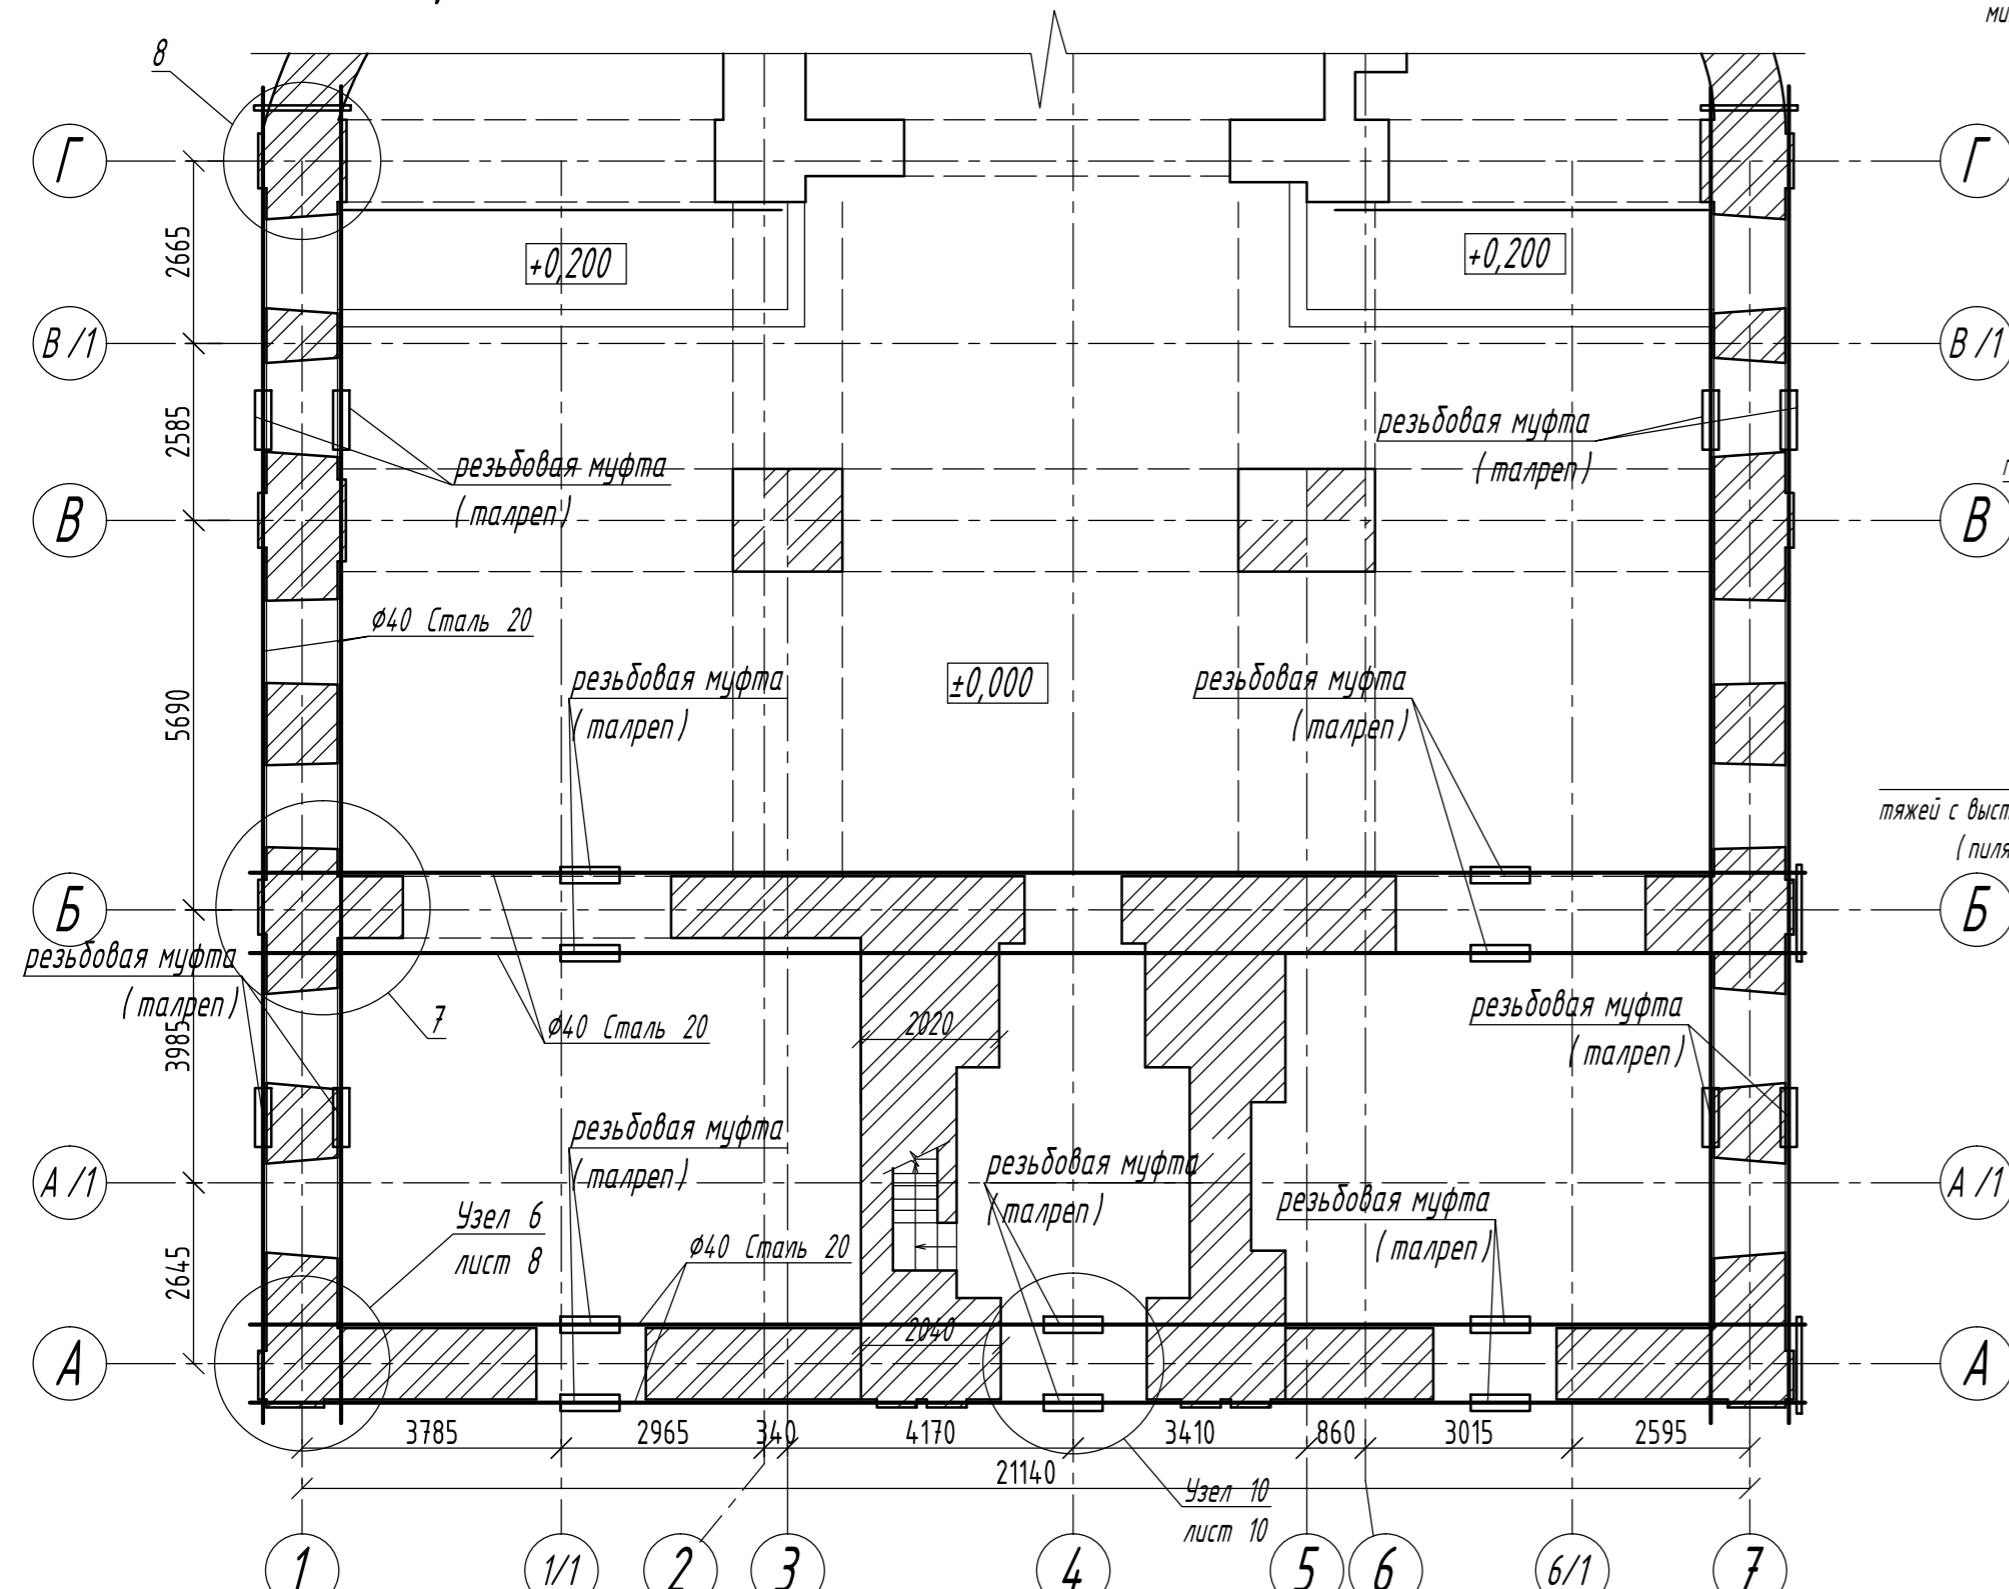 ми
8
Г
Г
2665
+0,200
+0,200
В/1
В/1
2585
резьбовая муфта
(талреп)
резьбовая муфта
(талреп)
В
В
ϕ40 Сталь 20
5690
резьбовая муфта
(талреп)
±0,000
резьбовая муфта
(талреп)
тяжей с выст
(пиля
Б
Б
резьбовая муфта
(талреп)
7
3985
ϕ40 Сталь 20
2020
резьбовая муфта
(талреп)
резьбовая муфта
(талреп)
резьбовая муфта
(талреп)
А/1
А/1
Узел 6
лист 8
ϕ40 Сталь 20
резьбовая муфта
(талреп)
2645
2040
А
А
3785
2965
340
4170
3410
860
3015
2595
21140
Узел 10
лист 10
1
1/1
2
3
4
5
6
6/1
7